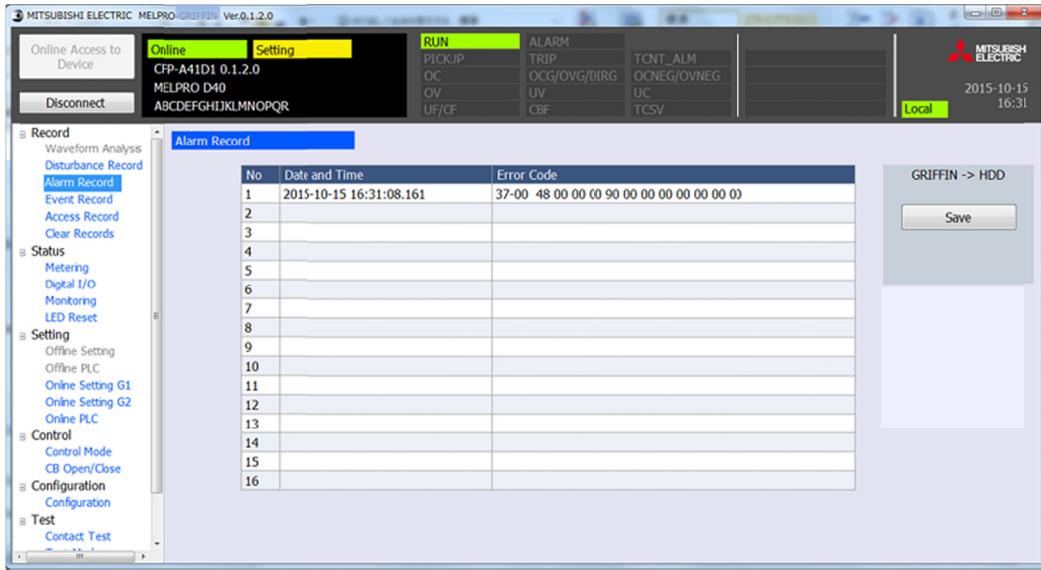 MITSUBISHI ELECTRIC MELPRO-GRIFFIN Ver.0.1.2.0
Online Access to
Device
Disconnect
Online
Setting
CFP-A41D1 0.1.2.0
MELPRO D40
ABCDEFGHIJKLMNOPQR
RUN
ALARM
PICKUP
TRIP
TCNT_ALM
OC
OCG/OVG/DIRG
OCNEG/OVNEG
OV
UV
UC
UF/OF
CBF
TCSV
MITSUBISHI
ELECTRIC
2015-10-15
Local
16:31
Record
Waveform Analysis
Disturbance Record
Alarm Record
Event Record
Access Record
Clear Records
Status
Metering
Digital I/O
Monitoring
LED Reset
Setting
Offline Setting
Offline PLC
Online Setting G1
Online Setting G2
Online PLC
Control
Control Mode
CB Open/Close
Configuration
Configuration
Test
Contact Test
Alarm Record
No Date and Time Error Code
1 2015-10-15 16:31:08.161 37-00 48 00 00 00 90 00 00 00 00 00 00 00
2
3
4
5
6
7
8
9
10
11
12
13
14
15
16
GRIFFIN -> HDD
Save